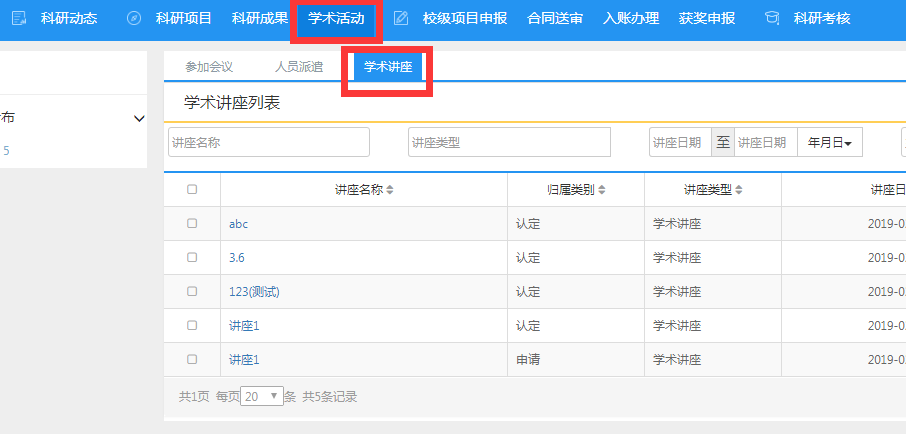 科研动态 科研项目 科研成果 学术活动 校级项目申报 合同送审 入账办理 获奖申报 科研考核
参加会议 人员派遣 学术讲座
学术讲座列表
布
5
讲座名称 讲座类型 讲座日期 至 讲座日期 年月日
讲座名称 归属类别 讲座类型 讲座日
abc 认定 学术讲座 2019-0
3.6 认定 学术讲座 2019-0
123(测试) 认定 学术讲座 2019-0
讲座1 认定 学术讲座 2019-0
讲座1 申请 学术讲座 2019-0
共1页 每页 20 条 共5条记录